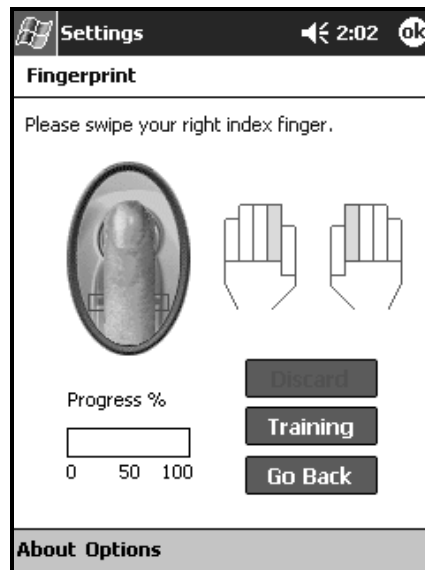 Settings 2:02 ok
Fingerprint
Please swipe your right index finger.
Discard
Progress %
Training
0 50 100
Go Back
About Options